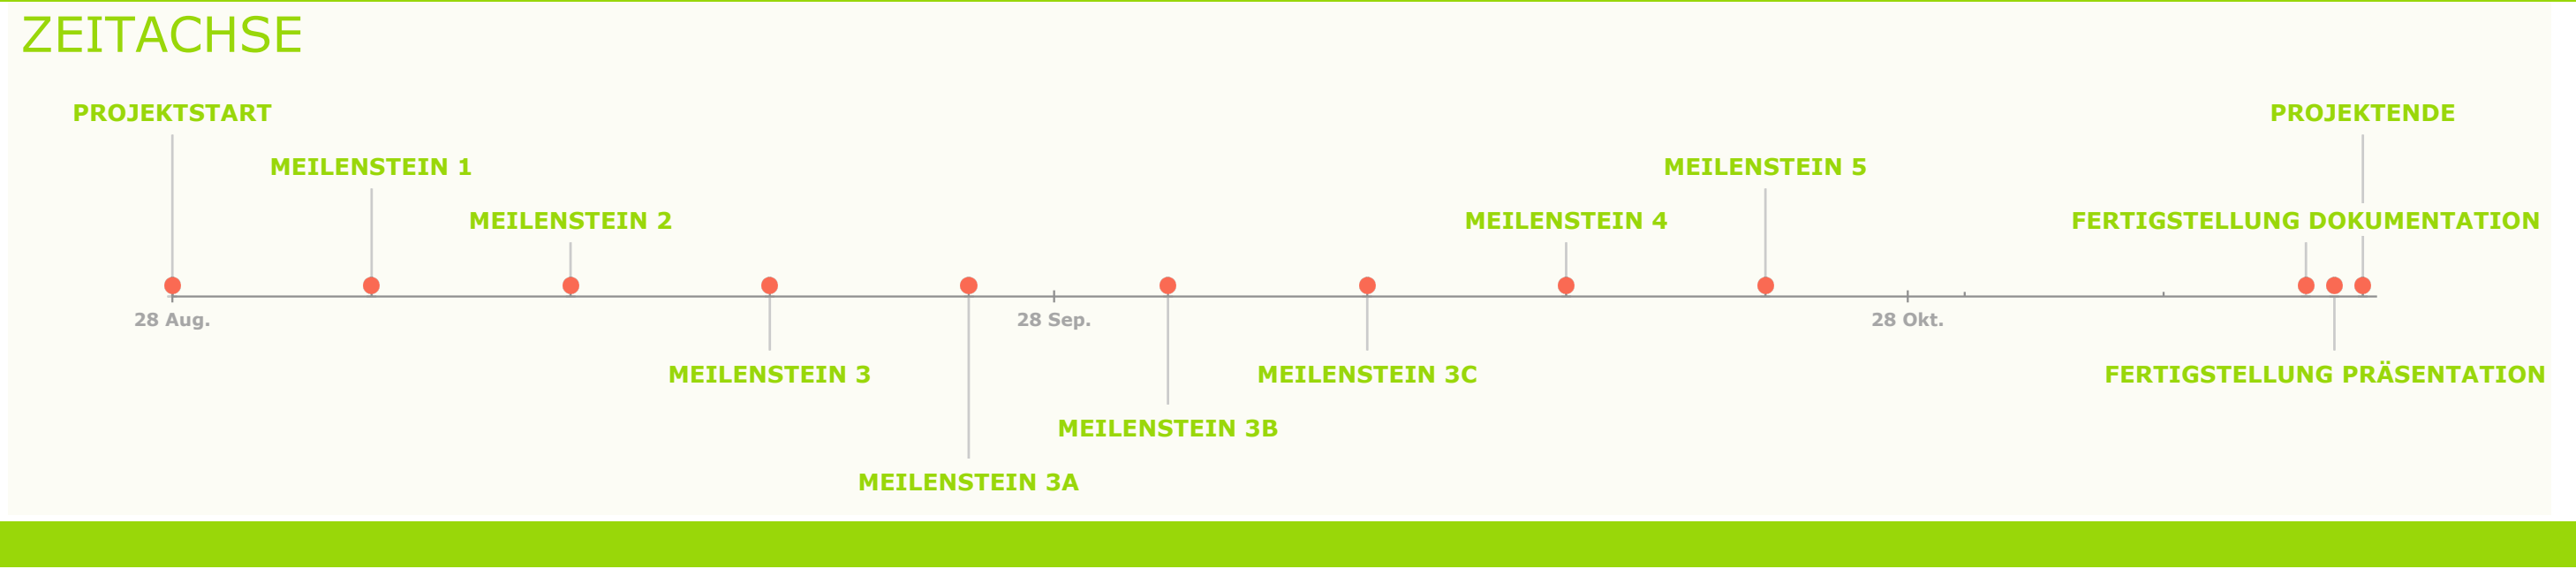 ZEITACHSE
PROJEKTSTART
PROJEKTENDE
MEILENSTEIN 1
MEILENSTEIN 5
MEILENSTEIN 2
MEILENSTEIN 4
FERTIGSTELLUNG DOKUMENTATION
28 Aug.
28 Sep.
28 Okt.
MEILENSTEIN 3
MEILENSTEIN 3C
FERTIGSTELLUNG PRÄSENTATION
MEILENSTEIN 3B
MEILENSTEIN 3A